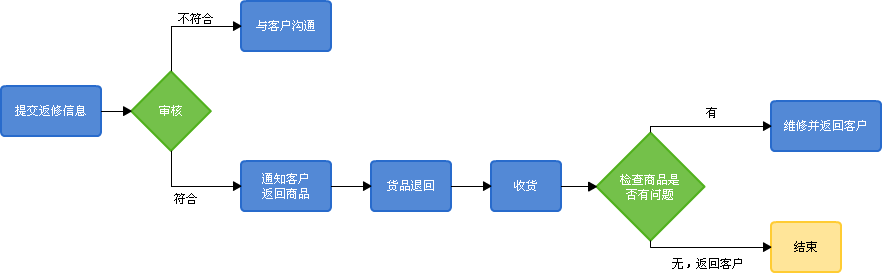 不符合
与客户沟通
提交返修信息
审核
符合
通知客户
返回商品
货品退回
收货
检查商品是
否有问题
有
维修并返回客户
无，返回客户
结束